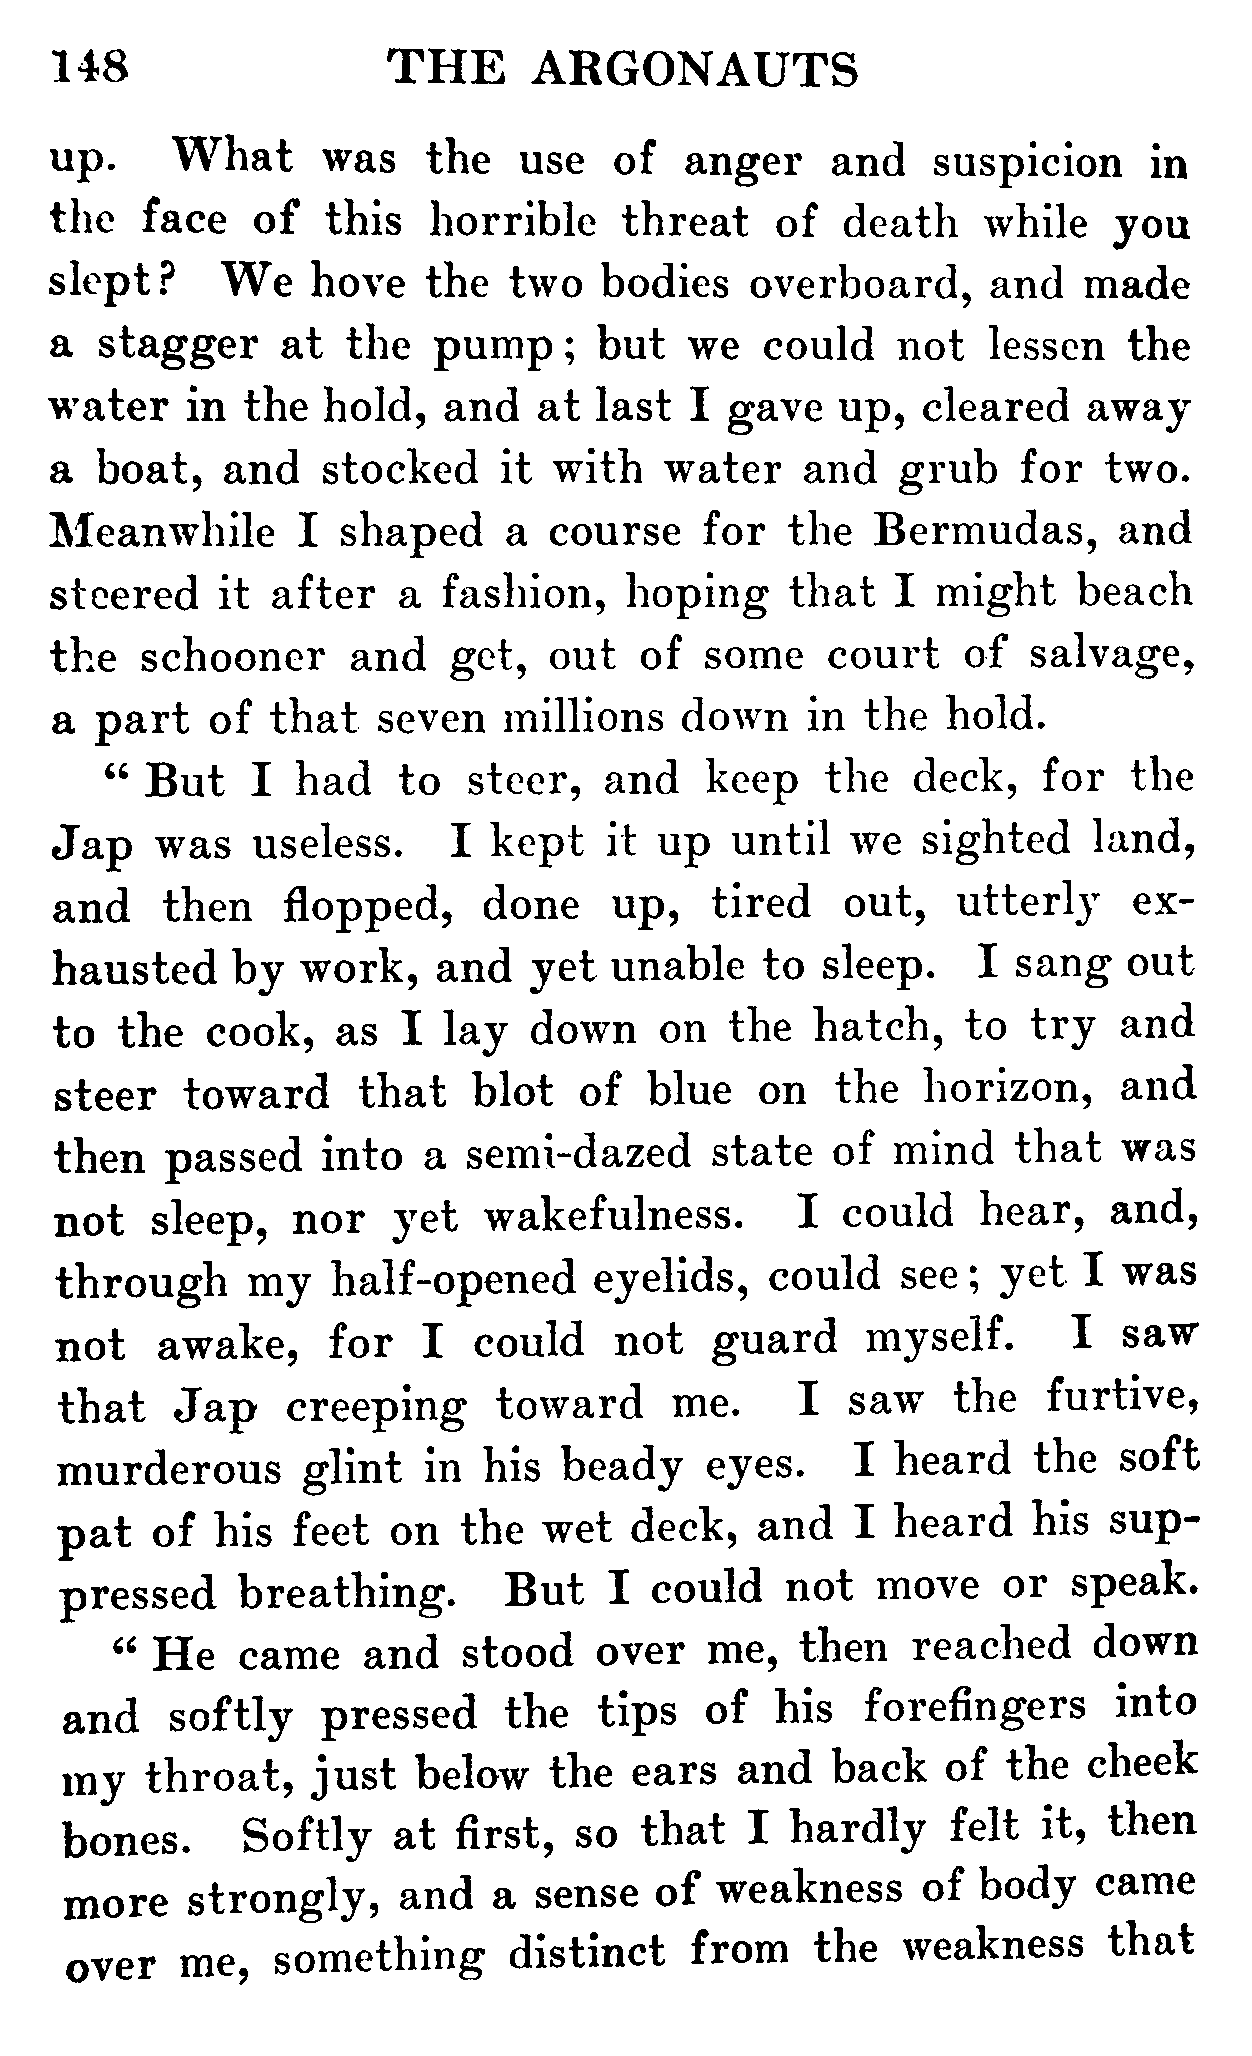 148 THE ARGONAUTS
up. What was the use of anger and suspicion in
the face of this horrible threat of death while you
slept? We hove the two bodies overboard, and made
a stagger at the pump; but we could not lessen the
water in the hold, and at last I gave up, cleared away
a boat, and stocked it with water and grub for two.
Meanwhile I shaped a course for the Bermudas, and
steered it after a fashion, hoping that I might beach
the schooner and get, out of some court of salvage,
a part of that seven millions down in the hold.
“ But I had to steer, and keep the deck, for the
Jap was useless. I kept it up until we sighted land,
and then flopped, done up, tired out, utterly ex-
hausted by work, and yet unable to sleep. I sang out
to the cook, as I lay down on the hatch, to try and
steer toward that blot of blue on the horizon, and
then passed into a semi-dazed state of mind that was
not sleep, nor yet wakefulness. I could hear, and,
through my half-opened eyelids, could see; yet I was
not awake, for I could not guard myself. I saw
that Jap creeping toward me. I saw the furtive,
murderous glint in his beady eyes. I heard the soft
pat of his feet on the wet deck, and I heard his sup-
pressed breathing. But I could not move or speak.
“ He came and stood over me, then reached down
and softly pressed the tips of his forefingers into
my throat, just below the ears and back of the cheek
bones. Softly at first, so that I hardly felt it, then
more strongly, and a sense of weakness of body came
over me, something distinct from the weakness that